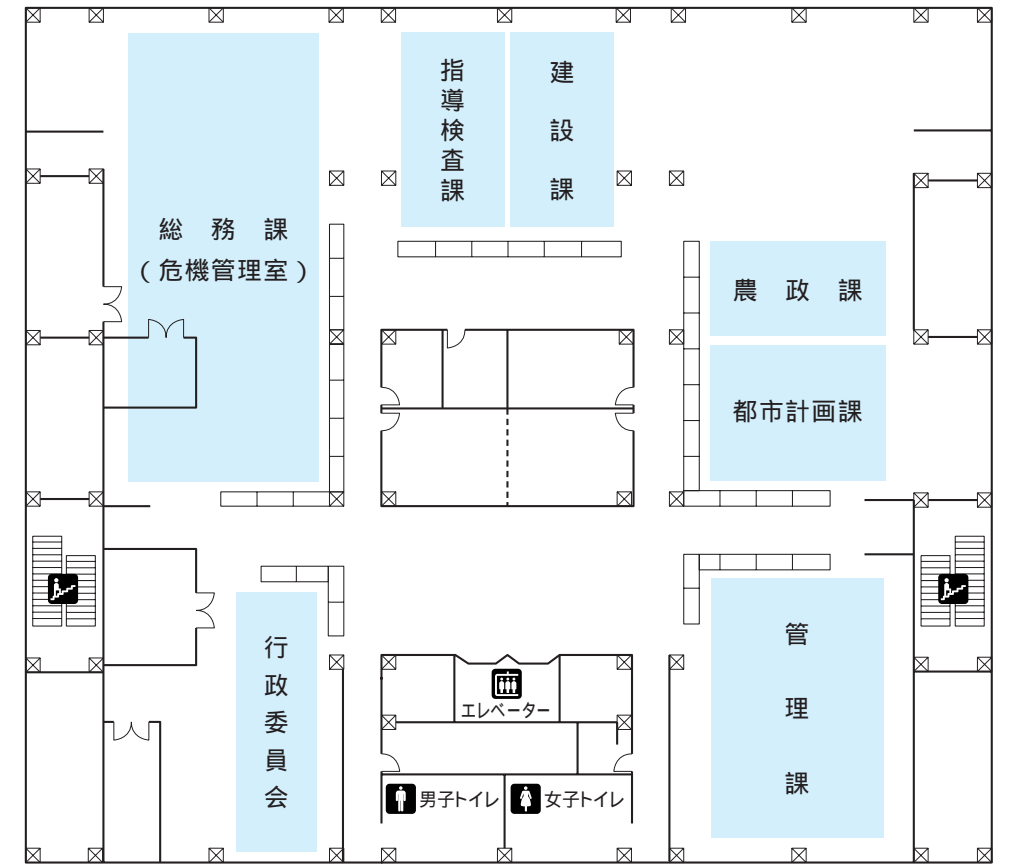 指導検査課
建設課
総務課
(危機管理室)
農政課
都市計画課
行政委員会
管理課
エレベーター
男子トイレ
女子トイレ